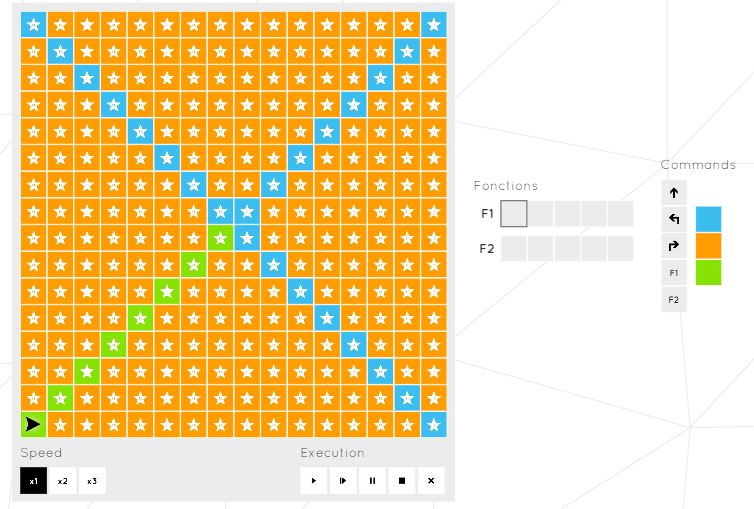 Commands
Fonctions
F1
F2
F1
F2
Speed
Execution
x1 x2 x3